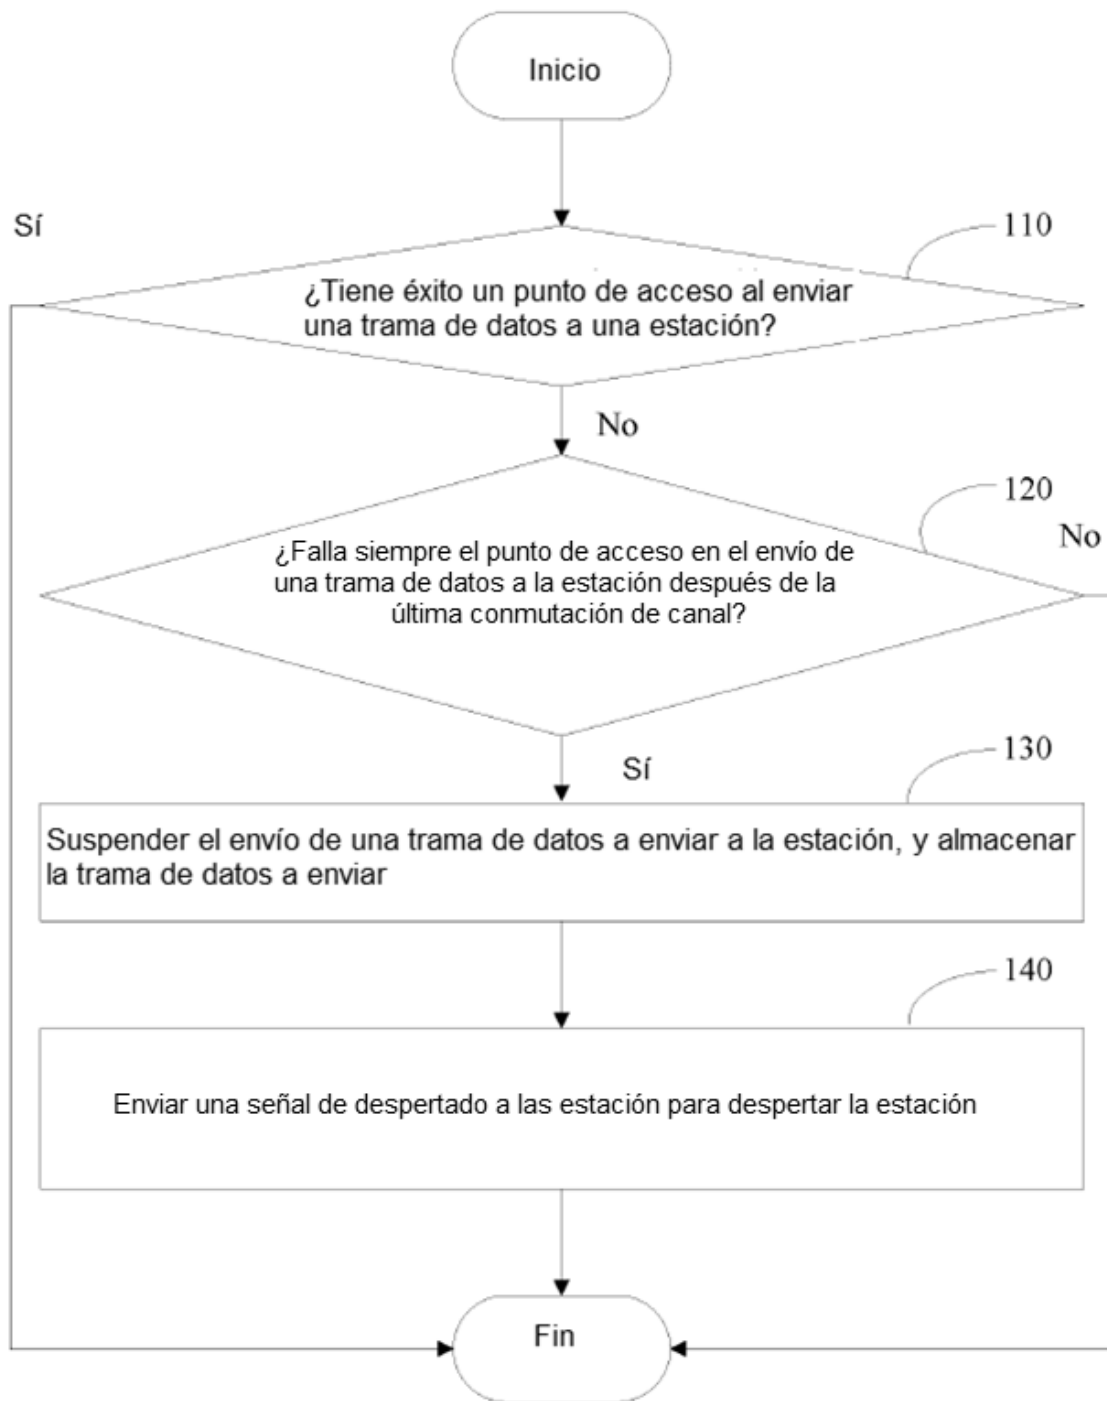 Inicio
Sí
110
¿Tiene éxito un punto de acceso al enviar
una trama de datos a una estación?
No
120
No
¿Falla siempre el punto de acceso en el envío de
una trama de datos a la estación después de la
última conmutación de canal?
Sí
130
Suspender el envío de una trama de datos a enviar a la estación, y almacenar
la trama de datos a enviar
140
Enviar una señal de despertado a las estación para despertar la estación
Fin